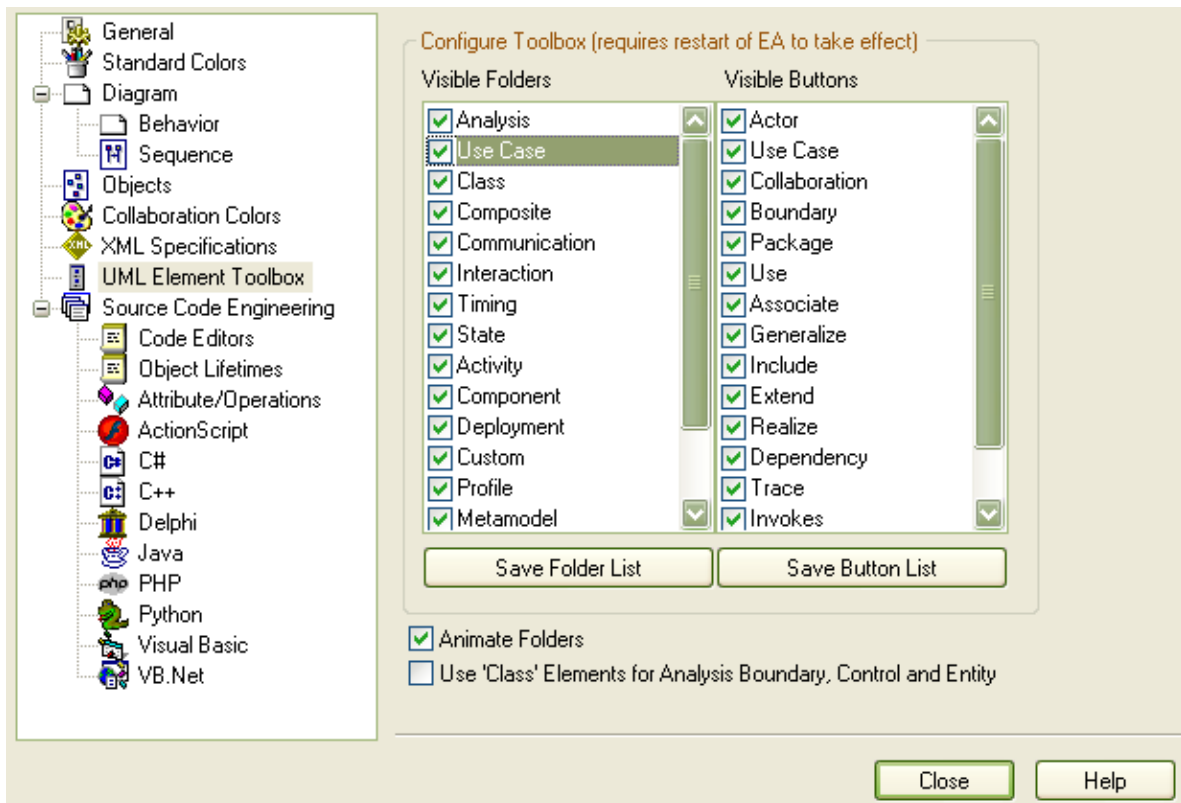 General
Standard Colors
Diagram
Behavior
Sequence
Objects
Collaboration Colors
XML Specifications
UML Element Toolbox
Source Code Engineering
Code Editors
Object Lifetimes
Attribute/Operations
ActionScript
C#
C++
Delphi
Java
PHP
Python
Visual Basic
VB.Net
Configure Toolbox (requires restart of EA to take effect)
Visible Folders
Analysis
Use Case
Class
Composite
Communication
Interaction
Timing
State
Activity
Component
Deployment
Custom
Profile
Metamodel
Save Folder List
Visible Buttons
Actor
Use Case
Collaboration
Boundary
Package
Use
Associate
Generalize
Include
Extend
Realize
Dependency
Trace
Invokes
Save Button List
Animate Folders
Use 'Class' Elements for Analysis Boundary, Control and Entity
Close
Help